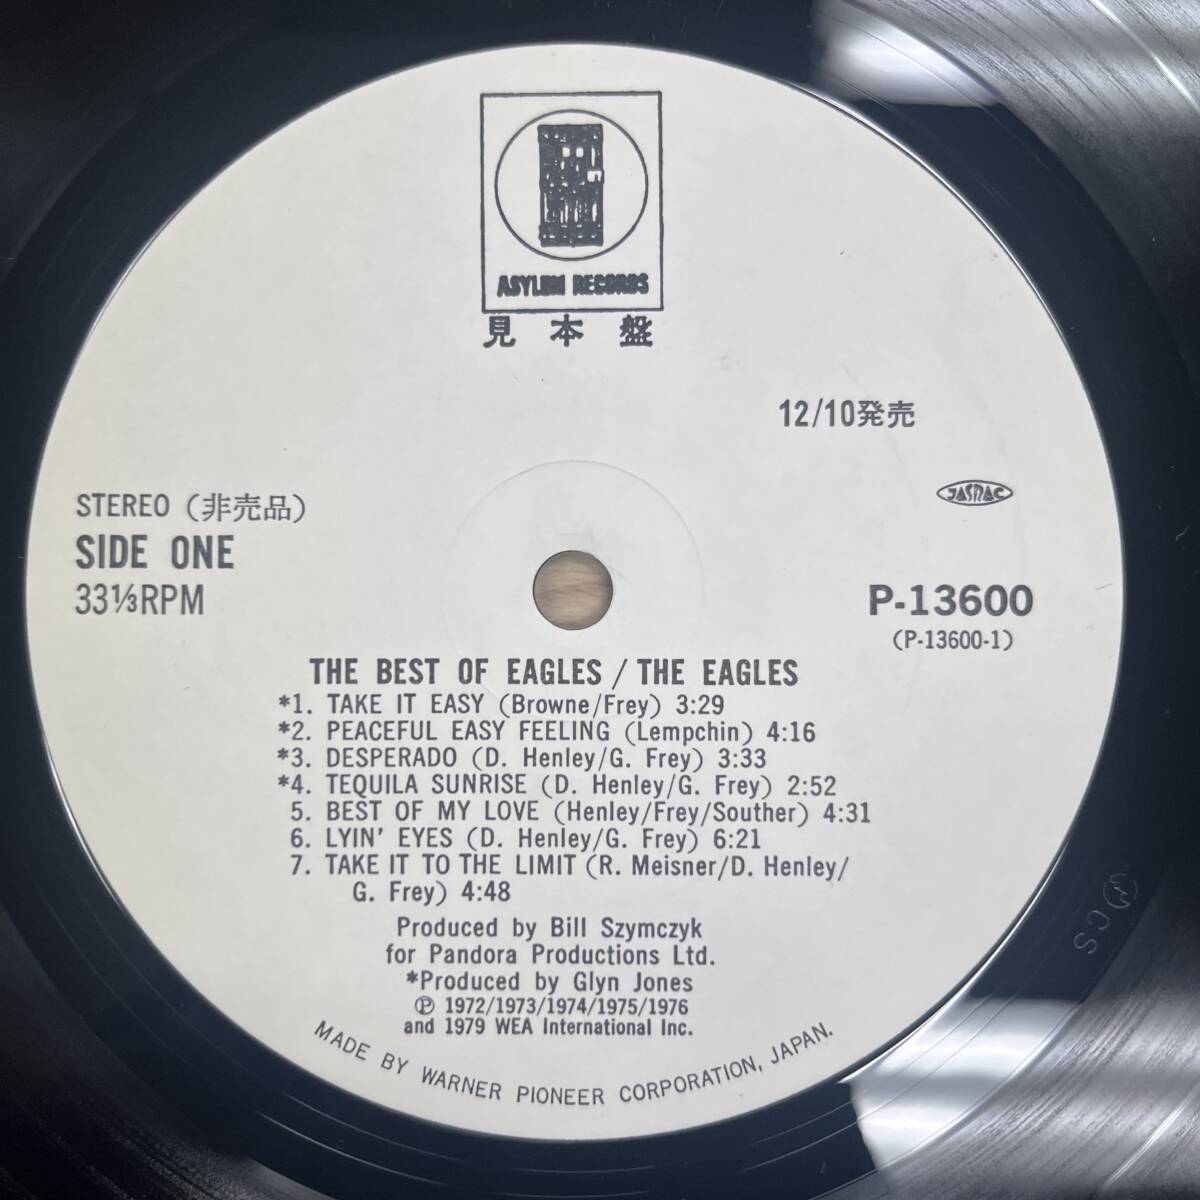 ASYLUM RECORDS
見本盤
12/10発売
JASRAC
STEREO (非売品)
SIDE ONE
33⅓RPM
P-13600
(P-13600-1)
THE BEST OF EAGLES / THE EAGLES
*1. TAKE IT EASY (Browne/Frey) 3:29
*2. PEACEFUL EASY FEELING (Lempchin) 4:16
*3. DESPERADO (D. Henley/G. Frey) 3:33
*4. TEQUILA SUNRISE (D. Henley/G. Frey) 2:52
5. BEST OF MY LOVE (Henley/Frey/Souther) 4:31
6. LYIN' EYES (D. Henley/G. Frey) 6:21
7. TAKE IT TO THE LIMIT (R. Meisner/D. Henley/
G. Frey) 4:48
Produced by Bill Szymczyk
for Pandora Productions Ltd.
*Produced by Glyn Jones
℗ 1972/1973/1974/1975/1976
and 1979 WEA International Inc.
MADE BY WARNER PIONEER CORPORATION, JAPAN.
CS